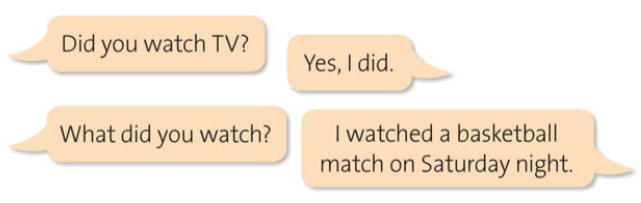 Did you watch TV?
Yes, I did.
What did you watch?
I watched a basketball
match on Saturday night.